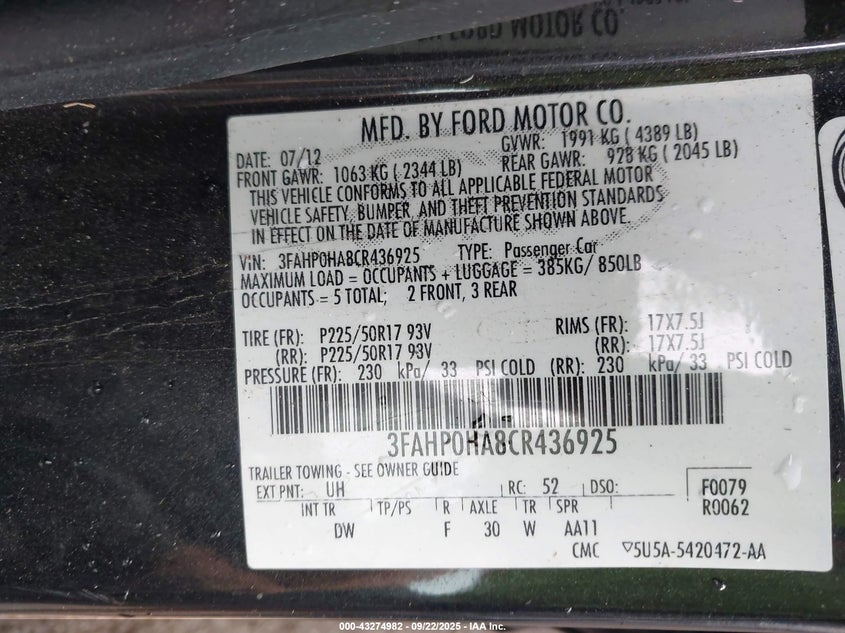 MFD. BY FORD MOTOR CO.
DATE: 07/12 GVWR: 1991 KG ( 4389 LB)
FRONT GAWR: 1063 KG ( 2344 LB) REAR GAWR: 928 KG ( 2045 LB)
THIS VEHICLE CONFORMS TO ALL APPLICABLE FEDERAL MOTOR
VEHICLE SAFETY, BUMPER, AND THEFT PREVENTION STANDARDS
IN EFFECT ON THE DATE OF MANUFACTURE SHOWN ABOVE.
VIN: 3FAHP0HA8CR436925 TYPE: Passenger Car
MAXIMUM LOAD = OCCUPANTS + LUGGAGE = 385KG/ 850LB
OCCUPANTS = 5 TOTAL; 2 FRONT, 3 REAR
TIRE (FR): P225/50R17 93V RIMS (FR): 17X7.5J
(RR): P225/50R17 93V (RR): 17X7.5J
PRESSURE (FR): 230 kPa/ 33 PSI COLD (RR): 230 kPa/ 33 PSI COLD
3FAHP0HA8CR436925
TRAILER TOWING - SEE OWNER GUIDE
EXT PNT: UH RC: 52 DSO: F0079
R0062
INT TR TP/PS R AXLE TR SPR
DW F 30 W AA11
CMC ▽5U5A-5420472-AA
000-43274982 - 09/22/2025 - IAA Inc.